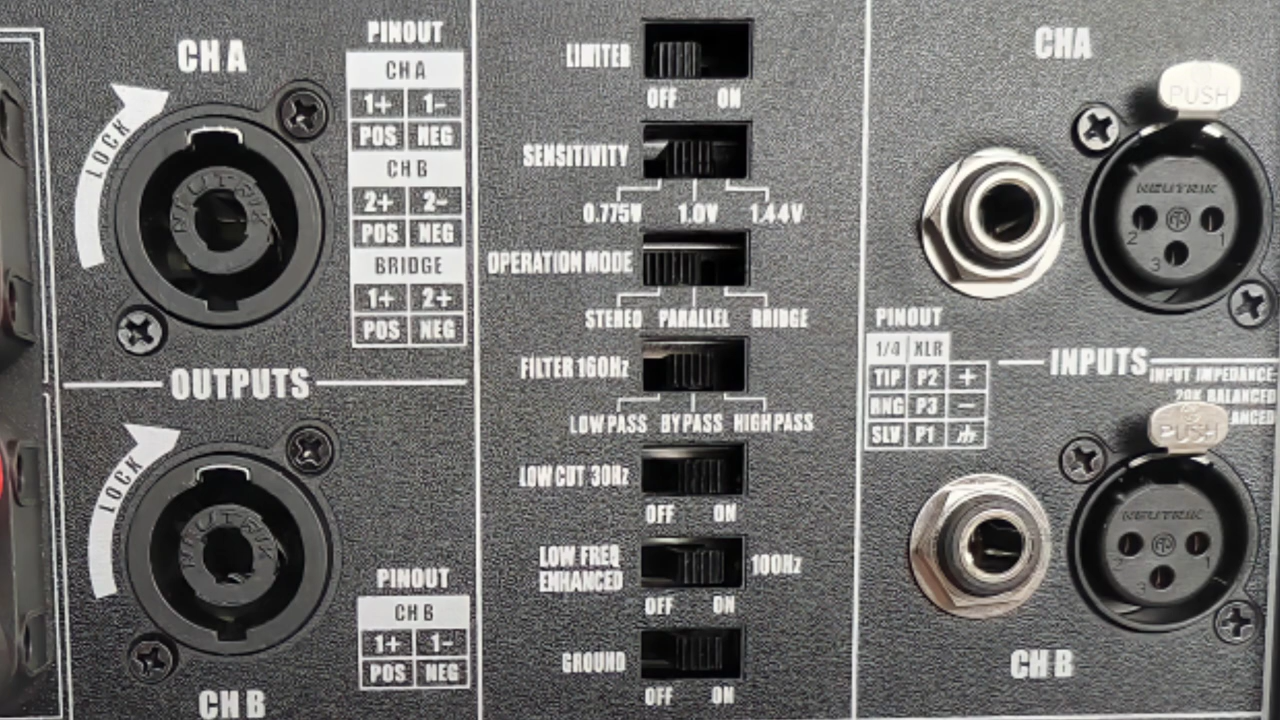 CH A
LOCK
NEUTRIK
PINOUT
CH A
1+ 1-
POS NEG
CH B
2+ 2-
POS NEG
BRIDGE
1+ 2+
POS NEG
OUTPUTS
LOCK
NEUTRIK
PINOUT
CH B
1+ 1-
POS NEG
CH B
LIMITER
OFF ON
SENSITIVITY
0.775V 1.0V 1.44V
OPERATION MODE
STEREO PARALLEL BRIDGE
FILTER 160Hz
LOW PASS BYPASS HIGH PASS
LOW CUT 30Hz
OFF ON
LOW FREQ
ENHANCED
100Hz
OFF ON
GROUND
OFF ON
CHA
PUSH
NEUTRIK
2 1
3
PINOUT
1/4 XLR
TIP P2 +
RNG P3 -
SLV P1
INPUTS
INPUT IMPEDANCE
20K BALANCED
PUSH
NEUTRIK
2 1
3
CH B